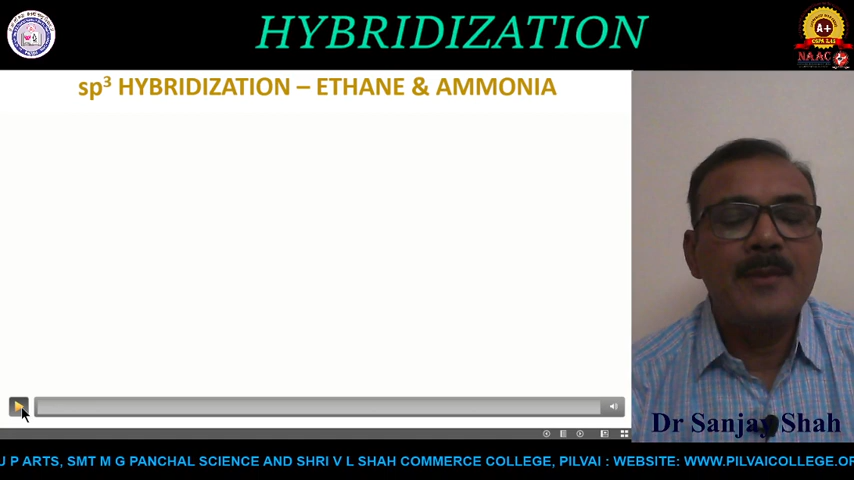 HYBRIDIZATION
A+
NAAC
sp³ HYBRIDIZATION – ETHANE & AMMONIA
Dr Sanjay Shah
U P ARTS, SMT M G PANCHAL SCIENCE AND SHRI V L SHAH COMMERCE COLLEGE, PILVAI : WEBSITE: WWW.PILVAICOLLEGE.OR